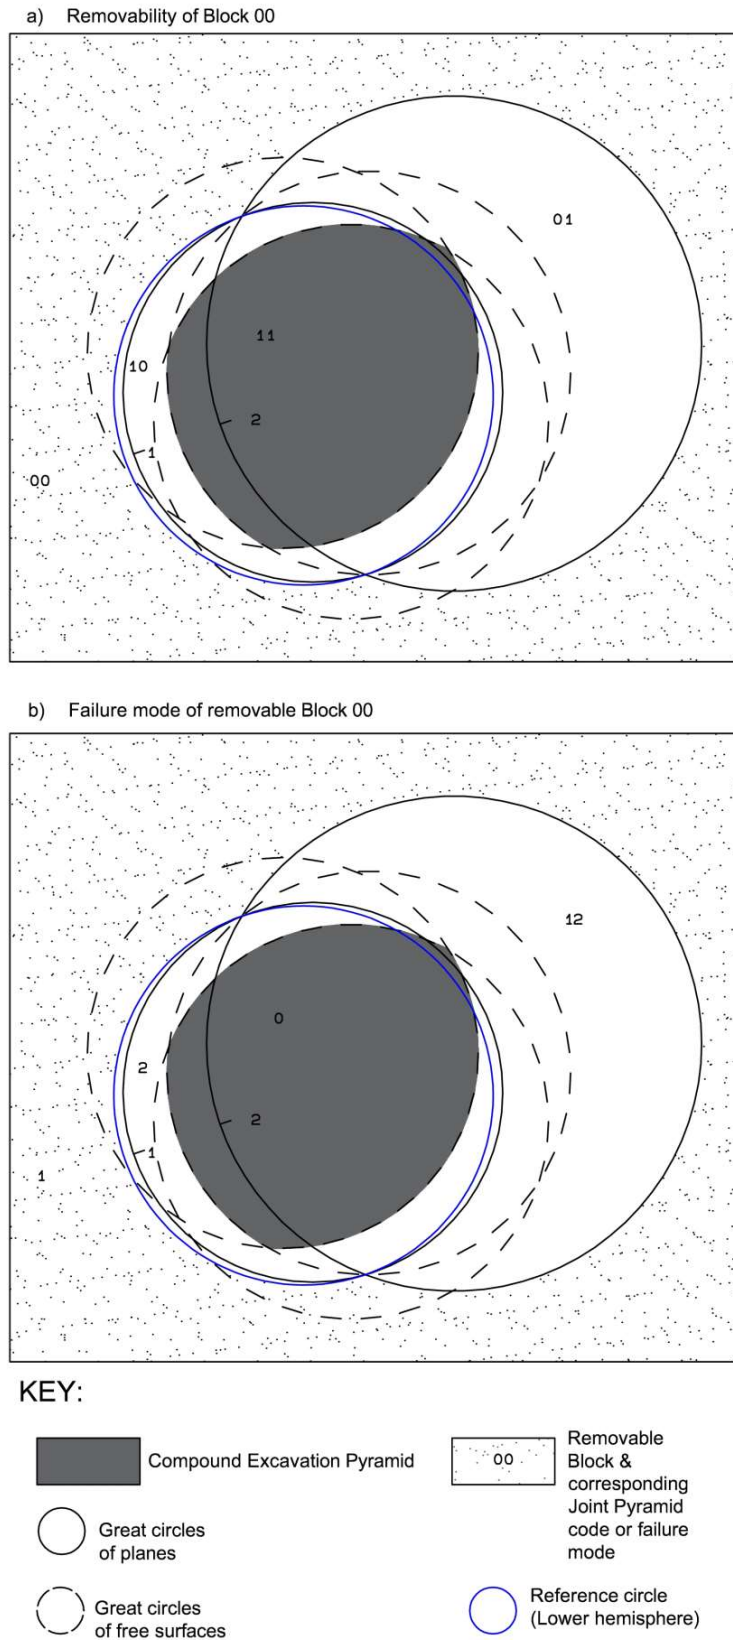 a) Removability of Block 00
01
11
10
2
1
00
b) Failure mode of removable Block 00
12
0
2
2
1
1
KEY:
Compound Excavation Pyramid
00
Removable
Block &
corresponding
Joint Pyramid
code or failure
mode
Great circles
of planes
Great circles
of free surfaces
Reference circle
(Lower hemisphere)